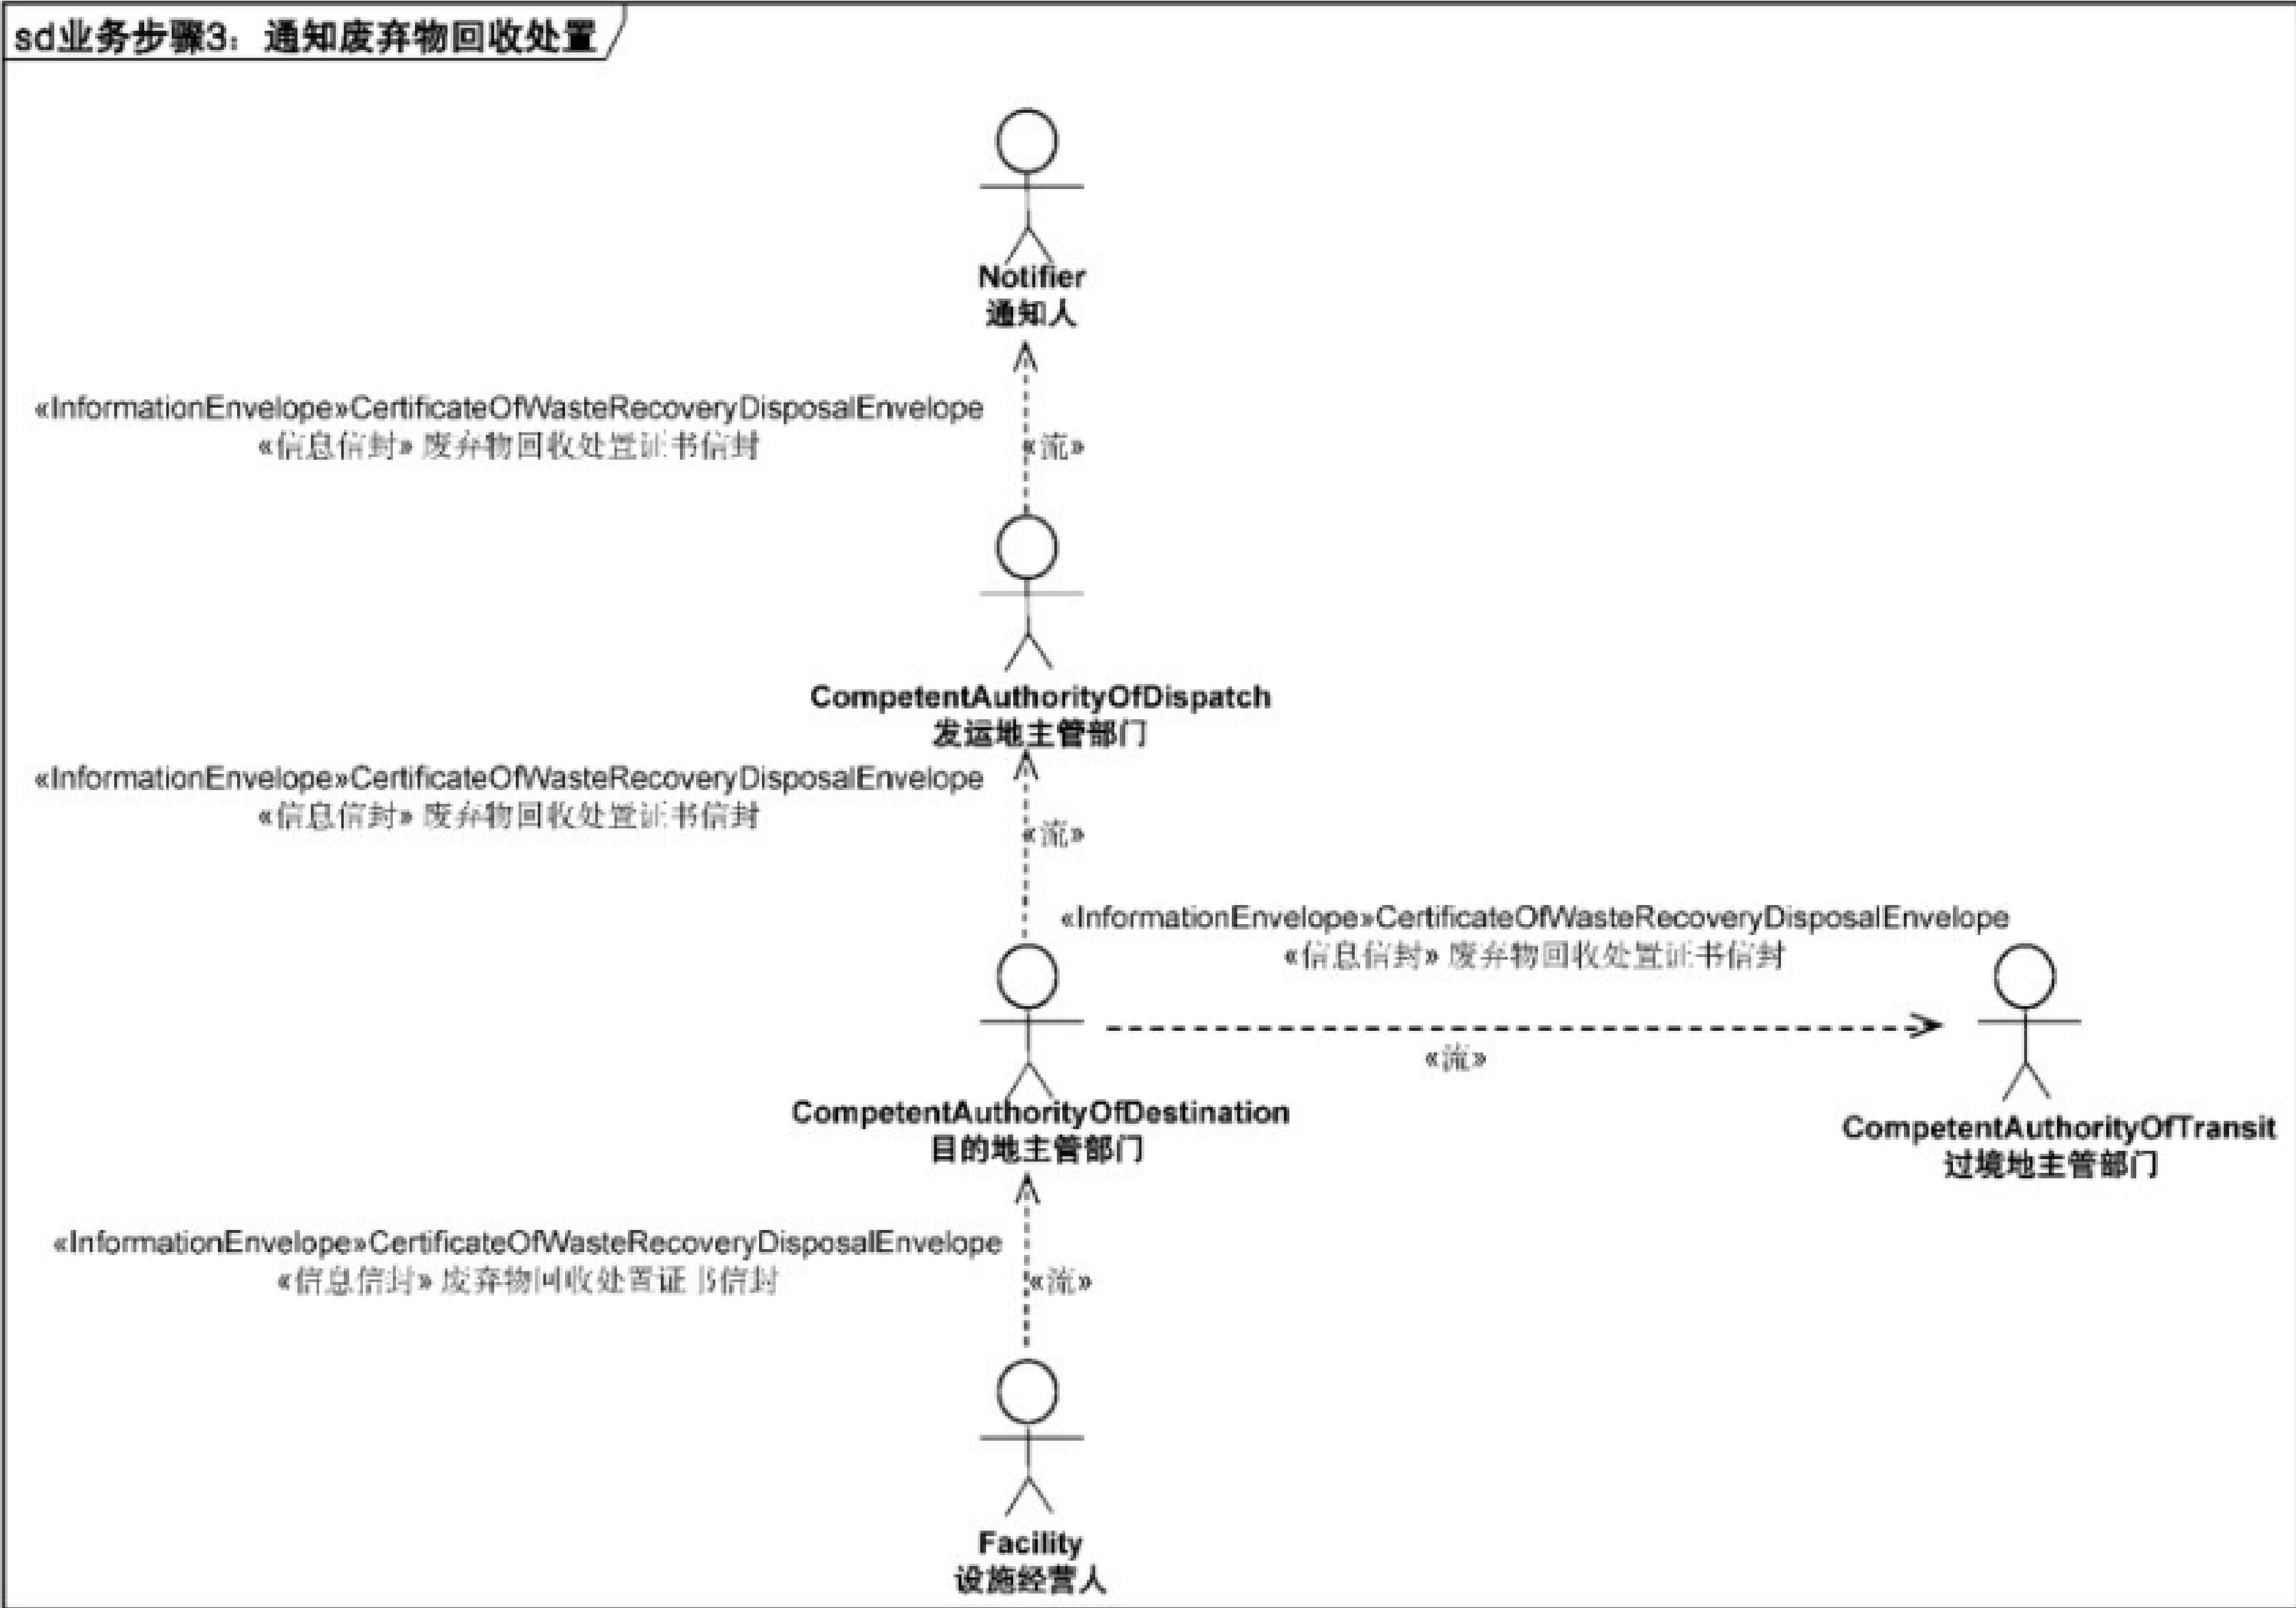 sd业务步骤3：通知废弃物回收处置
Notifier
通知人
«InformationEnvelope»CertificateOfWasteRecoveryDisposalEnvelope
«信息信封» 废弃物回收处置证书信封
«流»
CompetentAuthorityOfDispatch
发运地主管部门
«InformationEnvelope»CertificateOfWasteRecoveryDisposalEnvelope
«信息信封» 废弃物回收处置证书信封
«流»
«InformationEnvelope»CertificateOfWasteRecoveryDisposalEnvelope
«信息信封» 废弃物回收处置证书信封
«流»
CompetentAuthorityOfDestination
目的地主管部门
CompetentAuthorityOfTransit
过境地主管部门
«InformationEnvelope»CertificateOfWasteRecoveryDisposalEnvelope
«信息信封» 废弃物回收处置证书信封
«流»
Facility
设施经营人